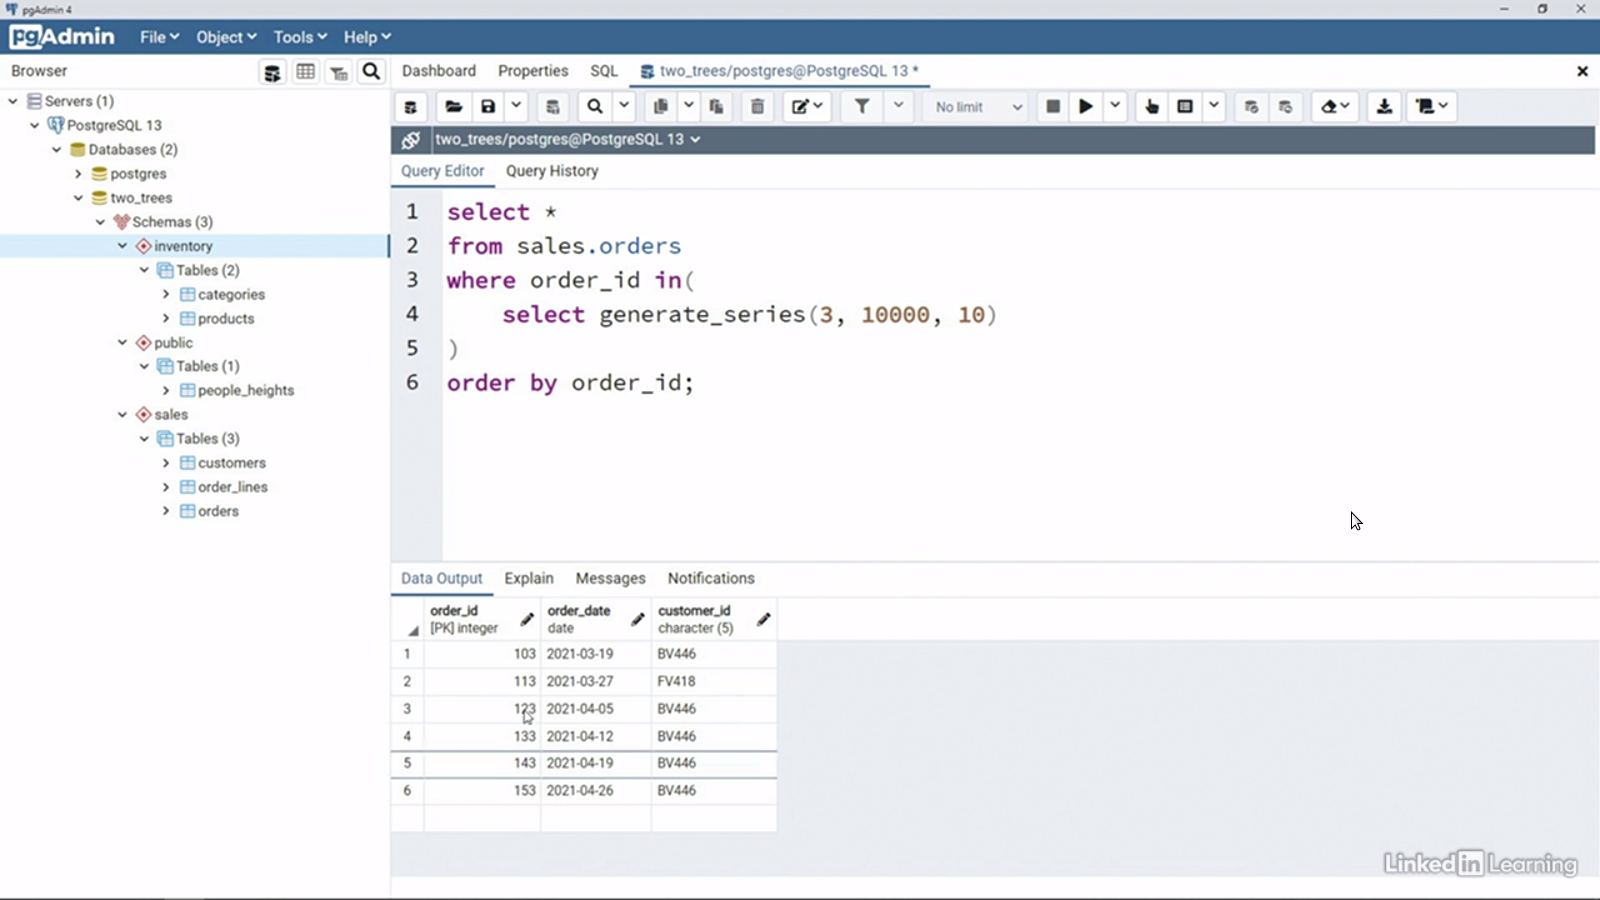 pgAdmin 4
pgAdmin File Object Tools Help
Browser
Dashboard Properties SQL two_trees/postgres@PostgreSQL 13 *
Servers (1)
PostgreSQL 13
Databases (2)
postgres
two_trees
Schemas (3)
inventory
Tables (2)
categories
products
public
Tables (1)
people_heights
sales
Tables (3)
customers
order_lines
orders
No limit
two_trees/postgres@PostgreSQL 13
Query Editor Query History
1 select *
2 from sales.orders
3 where order_id in(
4 select generate_series(3, 10000, 10)
5 )
6 order by order_id;
Data Output Explain Messages Notifications
order_id order_date customer_id
[PK] integer date character (5)
1 103 2021-03-19 BV446
2 113 2021-03-27 FV418
3 123 2021-04-05 BV446
4 133 2021-04-12 BV446
5 143 2021-04-19 BV446
6 153 2021-04-26 BV446
Linked in Learning